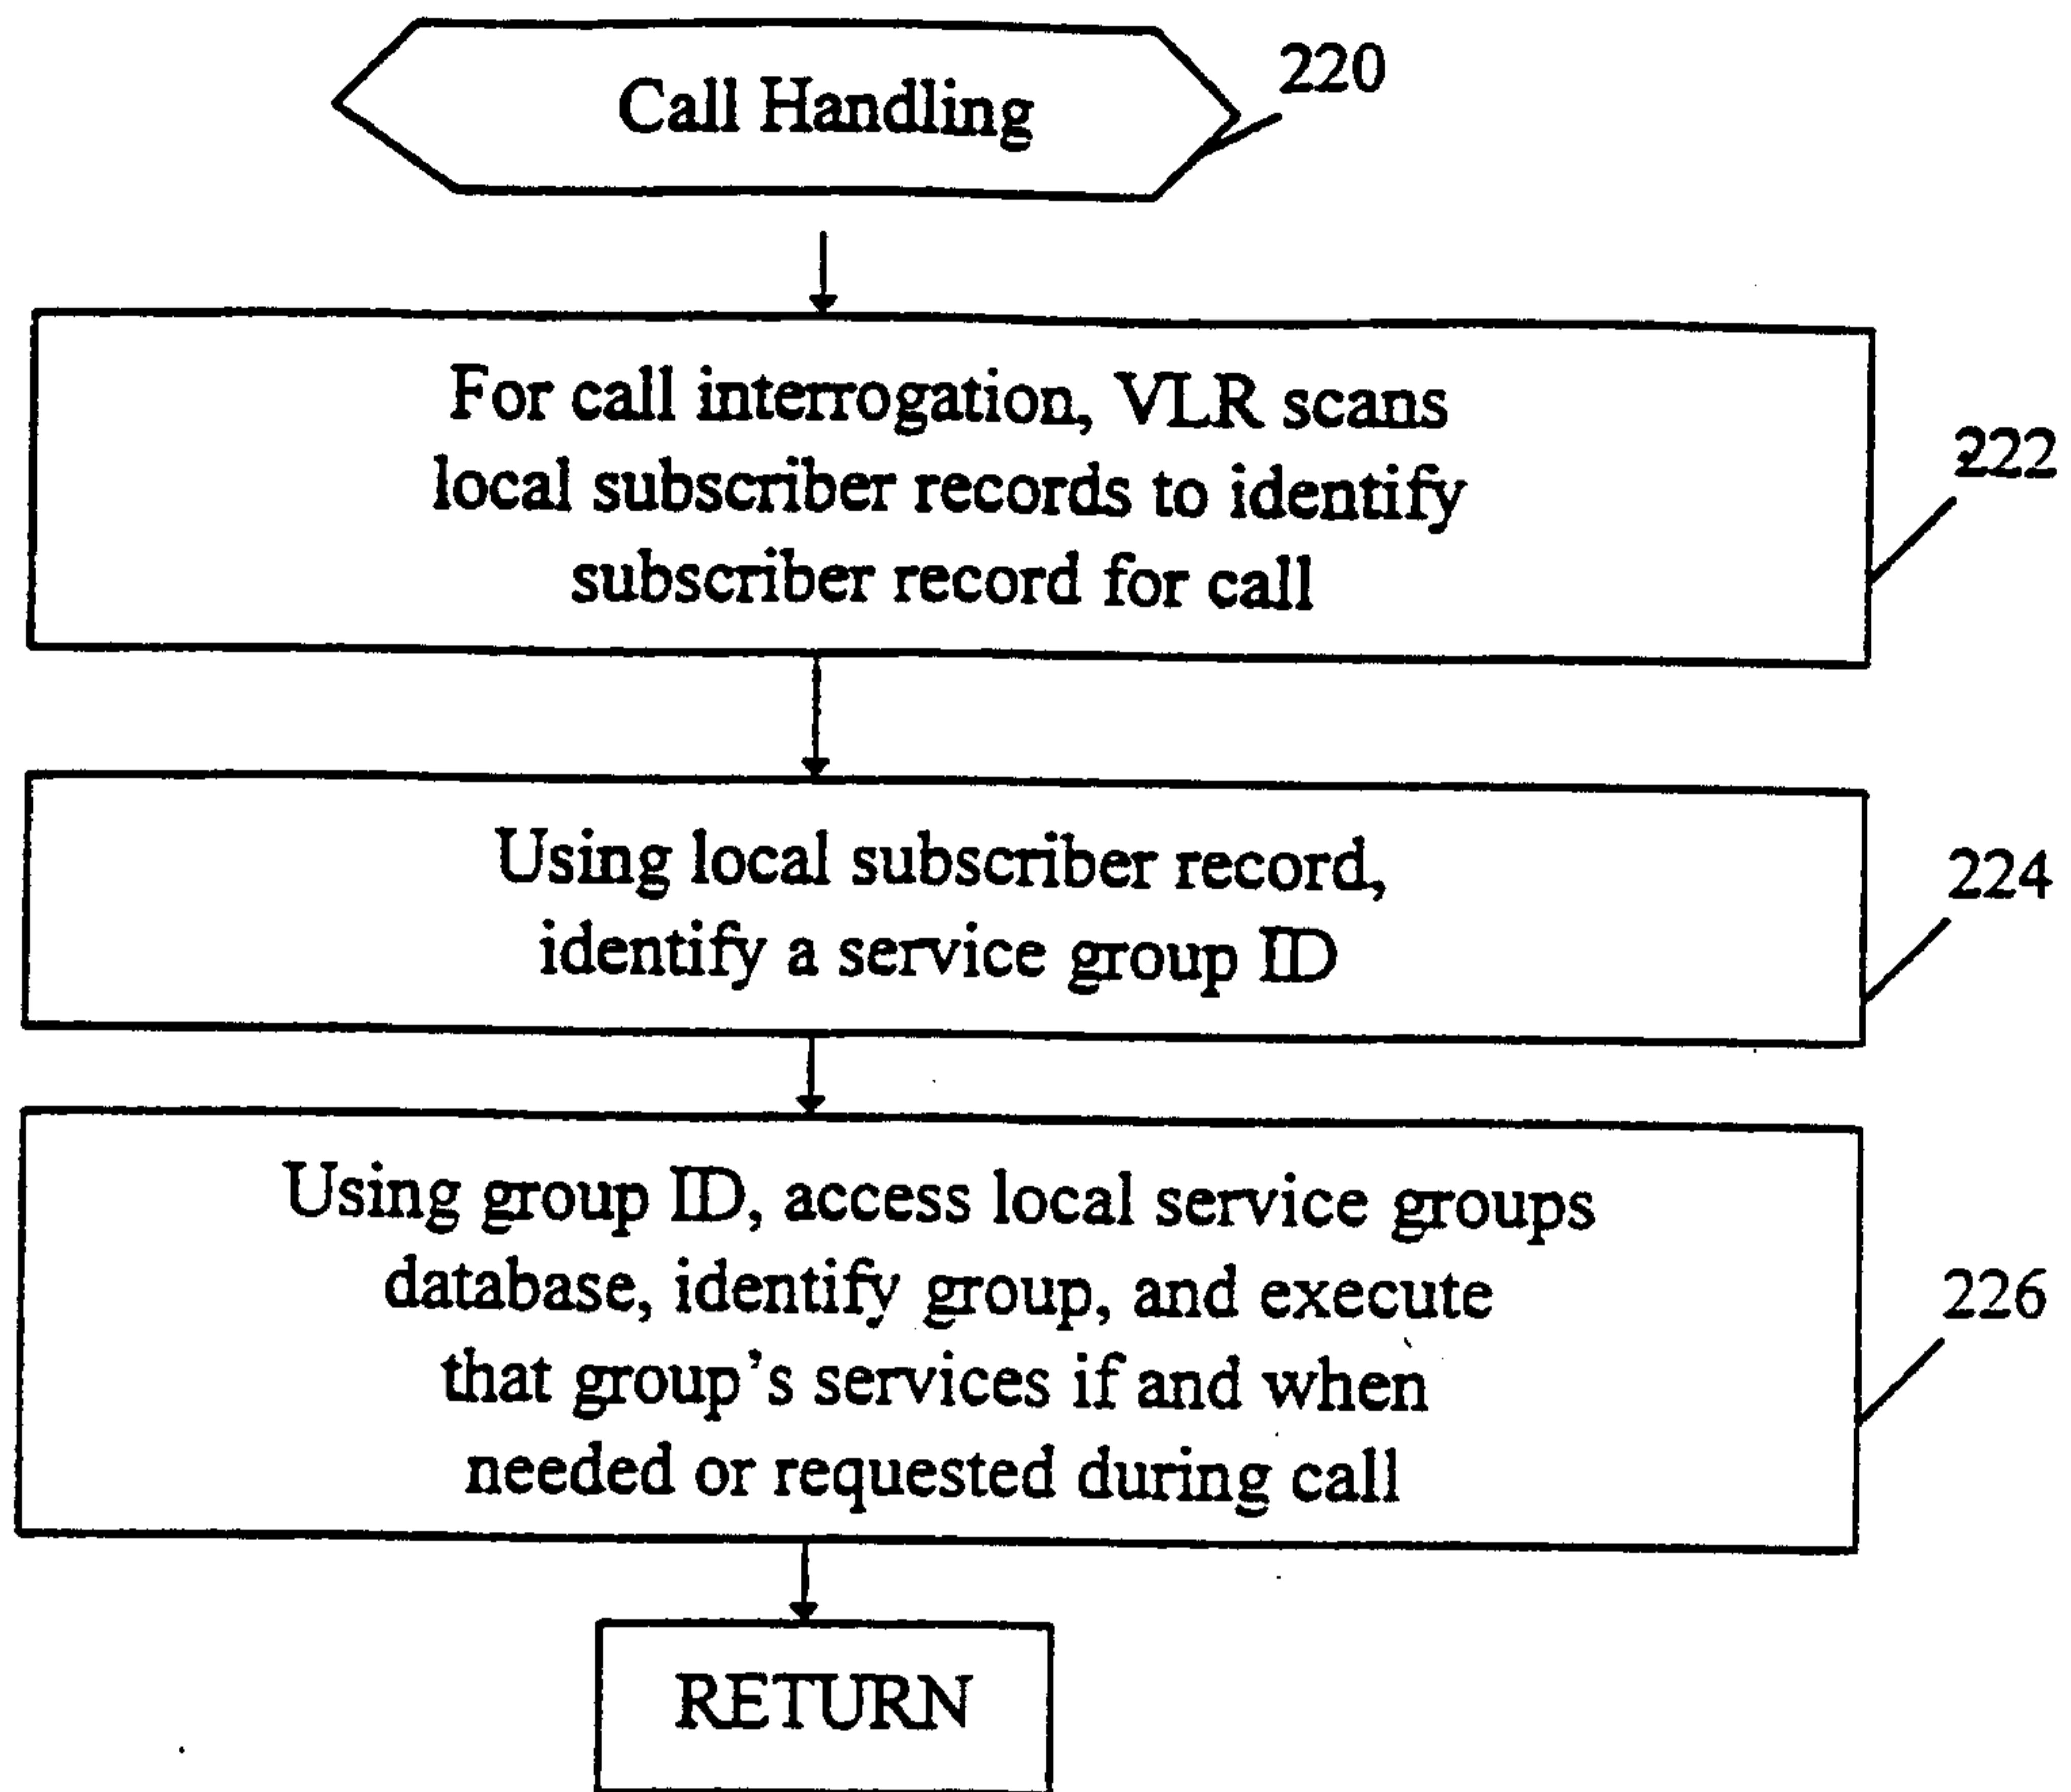 Call Handling
220
For call interrogation, VLR scans
local subscriber records to identify
subscriber record for call
222
Using local subscriber record,
identify a service group ID
224
Using group ID, access local service groups
database, identify group, and execute
that group's services if and when
needed or requested during call
226
RETURN